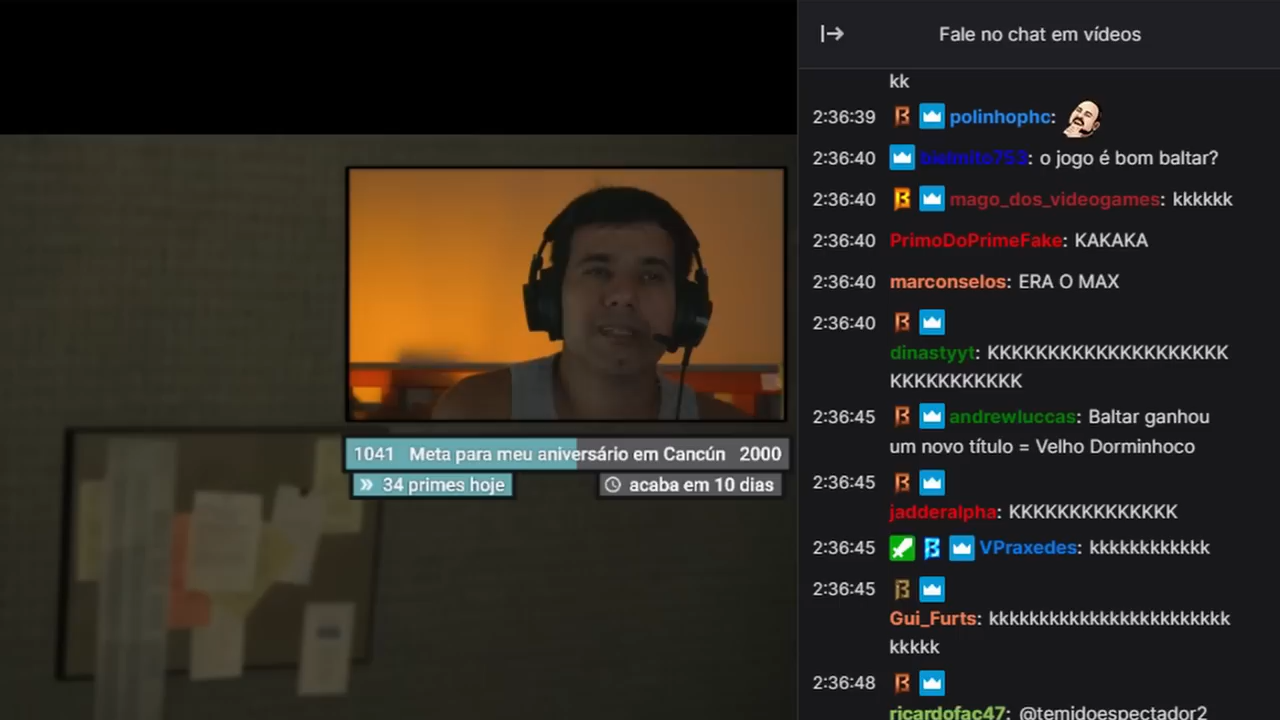 Fale no chat em vídeos
kk
2:36:39 polinhophc:
2:36:40 bielmito753: o jogo é bom baltar?
2:36:40 mago_dos_videogames: kkkkkk
2:36:40 PrimoDoPrimeFake: KAKAKA
2:36:40 marconselos: ERA O MAX
2:36:40
dinastyyt: KKKKKKKKKKKKKKKKKKKK
KKKKKKKKKKK
2:36:45 andrewluccas: Baltar ganhou
um novo título = Velho Dorminhoco
2:36:45
jadderalpha: KKKKKKKKKKKKKK
2:36:45 VPraxedes: kkkkkkkkkkkk
2:36:45
Gui_Furts: kkkkkkkkkkkkkkkkkkkkkkkk
kkkkk
2:36:48
ricardofac47: @temidoespectador2
1041 Meta para meu aniversário em Cancún 2000
34 primes hoje
acaba em 10 dias